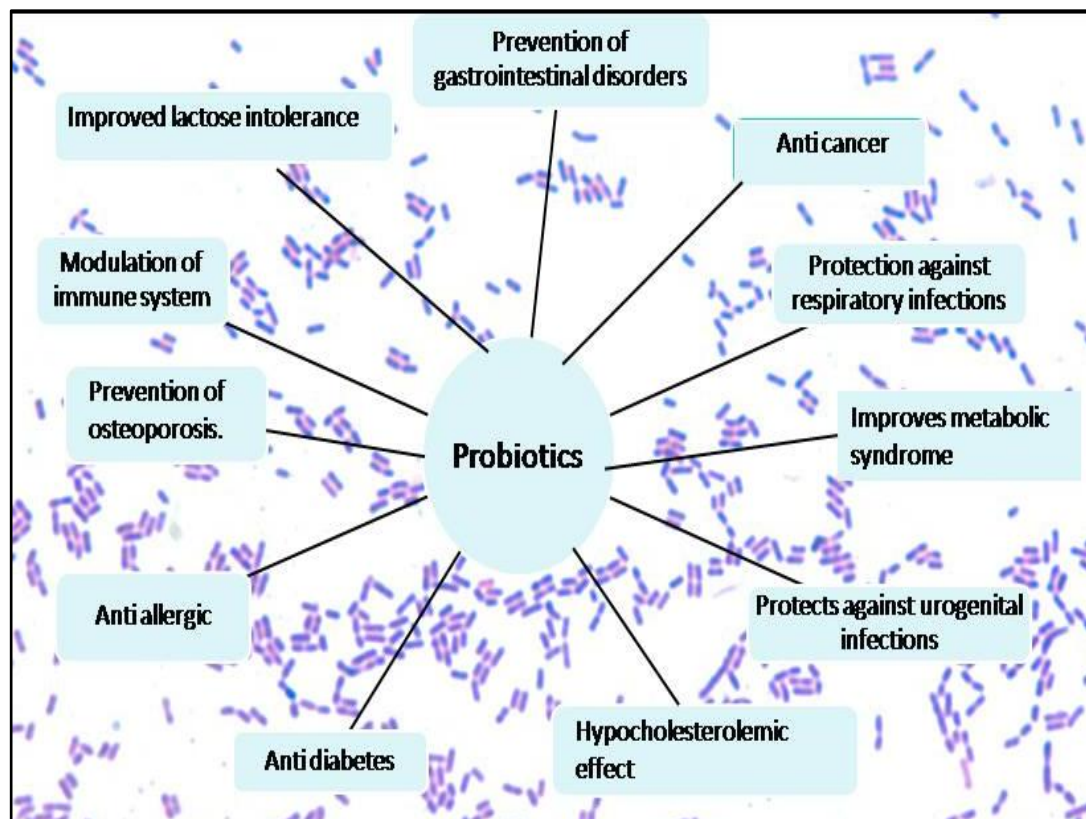 Prevention of
gastrointestinal disorders
Improved lactose intolerance
Anti cancer
Modulation of
immune system
Protection against
respiratory infections
Prevention of
osteoporosis.
Improves metabolic
syndrome
Probiotics
Anti allergic
Protects against urogenital
infections
Anti diabetes
Hypocholesterolemic
effect